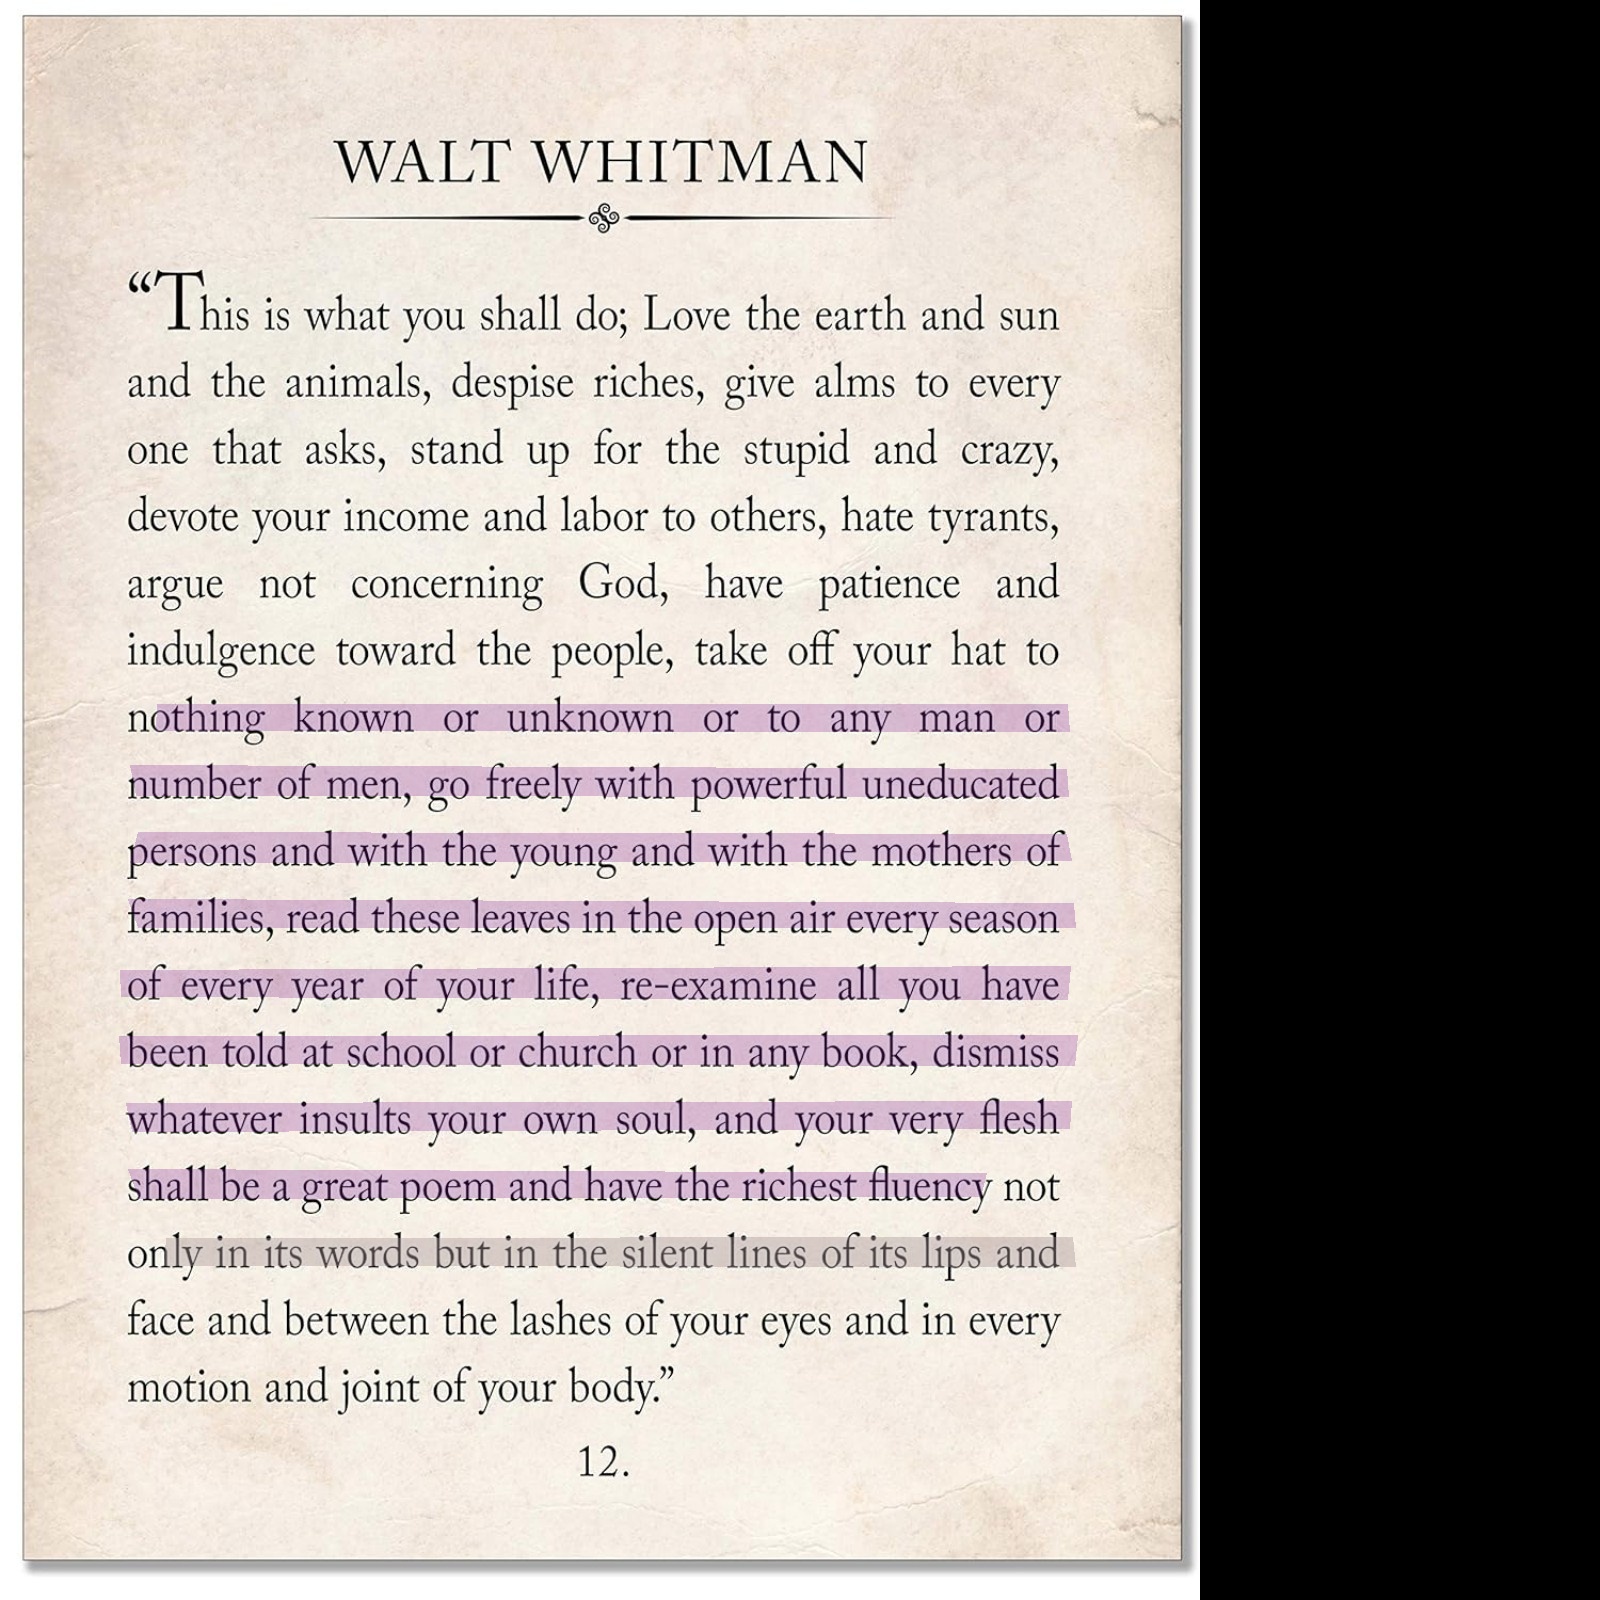 WALT WHITMAN
“This is what you shall do; Love the earth and sun
and the animals, despise riches, give alms to every
one that asks, stand up for the stupid and crazy,
devote your income and labor to others, hate tyrants,
argue not concerning God, have patience and
indulgence toward the people, take off your hat to
nothing known or unknown or to any man or
number of men, go freely with powerful uneducated
persons and with the young and with the mothers of
families, read these leaves in the open air every season
of every year of your life, re-examine all you have
been told at school or church or in any book, dismiss
whatever insults your own soul, and your very flesh
shall be a great poem and have the richest fluency not
only in its words but in the silent lines of its lips and
face and between the lashes of your eyes and in every
motion and joint of your body.”
12.